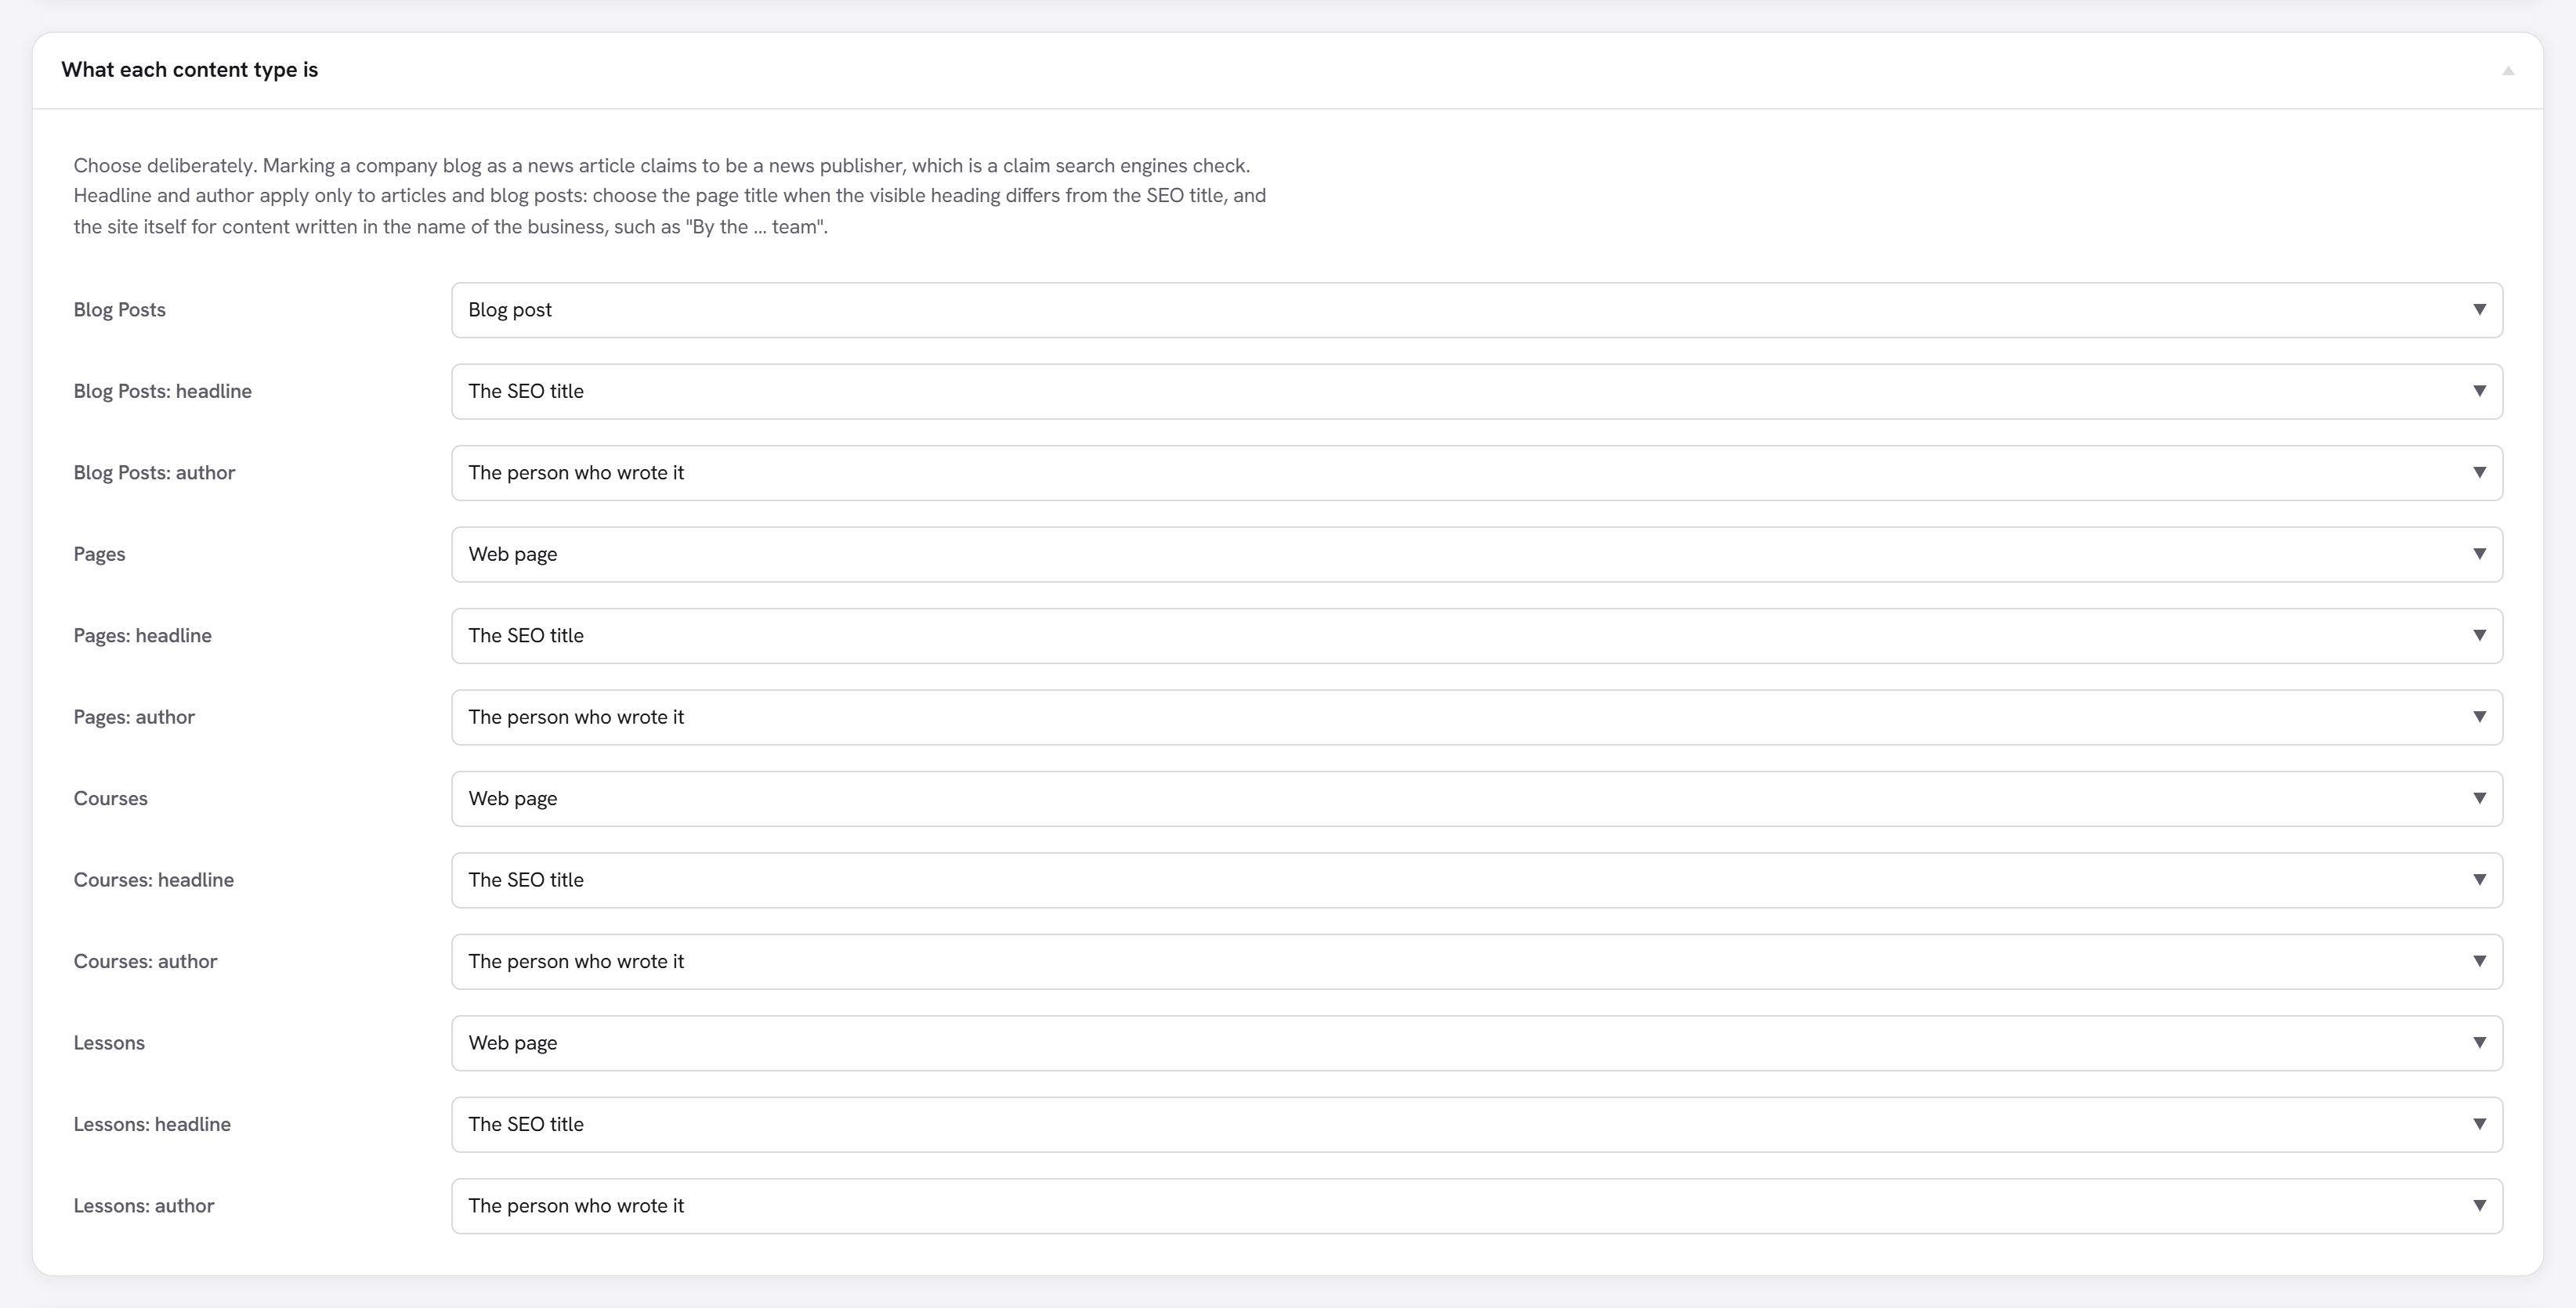 What each content type is
Choose deliberately. Marking a company blog as a news article claims to be a news publisher, which is a claim search engines check.
Headline and author apply only to articles and blog posts: choose the page title when the visible heading differs from the SEO title, and
the site itself for content written in the name of the business, such as "By the ... team".
Blog Posts
Blog post
Blog Posts: headline
The SEO title
Blog Posts: author
The person who wrote it
Pages
Web page
Pages: headline
The SEO title
Pages: author
The person who wrote it
Courses
Web page
Courses: headline
The SEO title
Courses: author
The person who wrote it
Lessons
Web page
Lessons: headline
The SEO title
Lessons: author
The person who wrote it